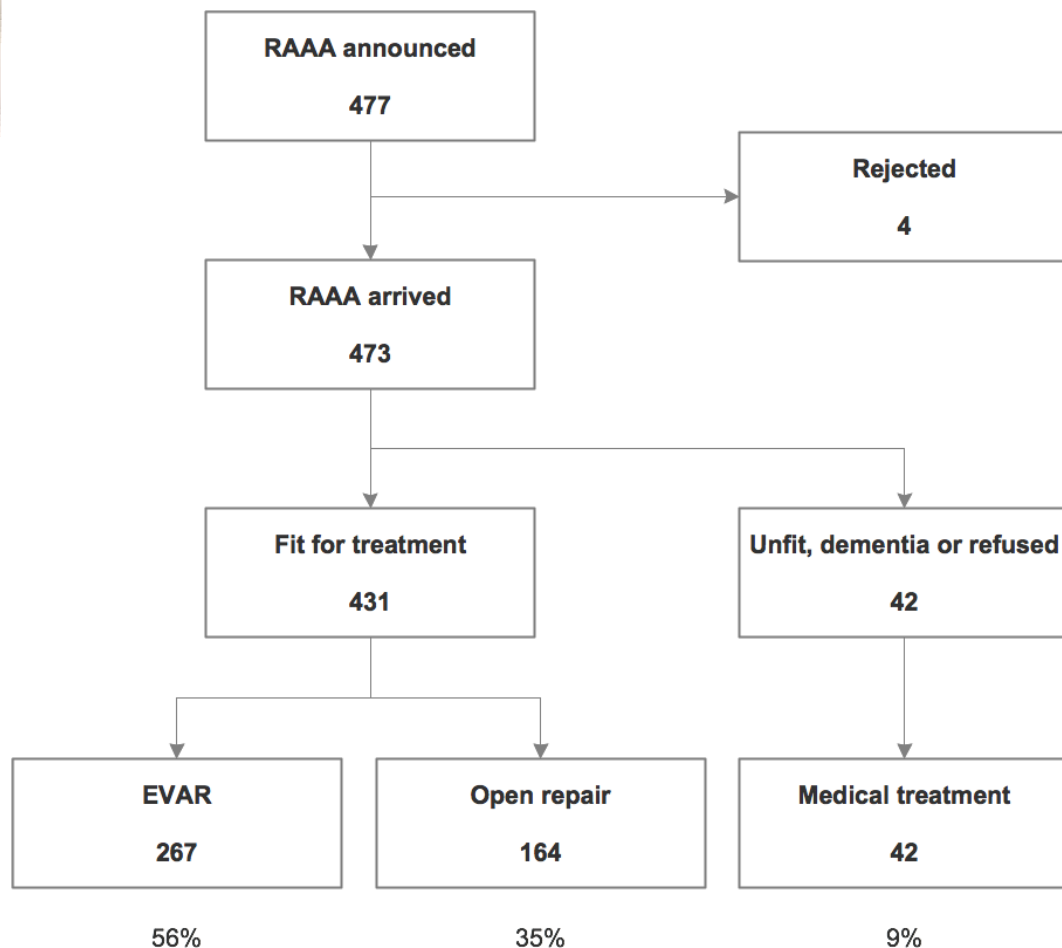 RAAA announced
477
Rejected
4
RAAA arrived
473
Fit for treatment
431
Unfit, dementia or refused
42
EVAR
267
Open repair
164
Medical treatment
42
56%
35%
9%